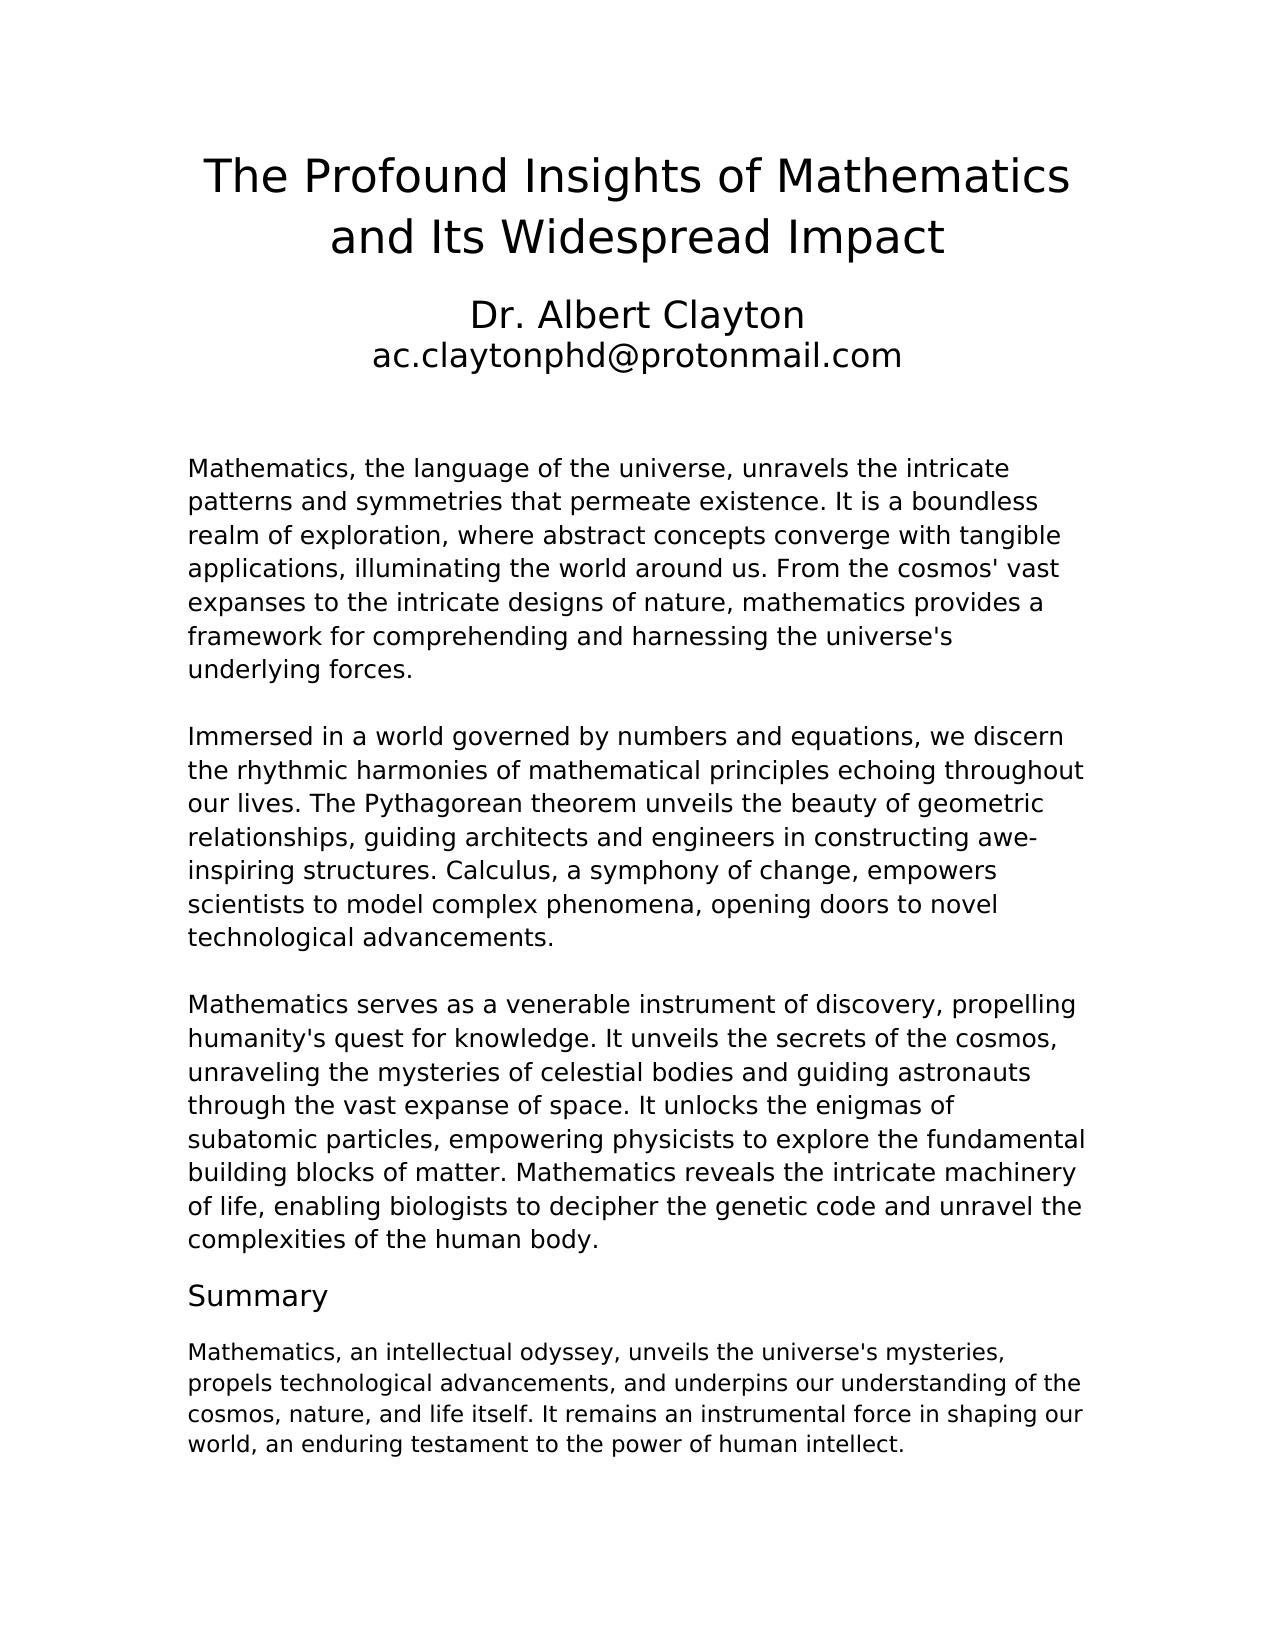 The Profound Insights of Mathematics
and Its Widespread Impact
Dr. Albert Clayton
ac.claytonphd@protonmail.com
Mathematics, the language of the universe, unravels the intricate
patterns and symmetries that permeate existence. It is a boundless
realm of exploration, where abstract concepts converge with tangible
applications, illuminating the world around us. From the cosmos' vast
expanses to the intricate designs of nature, mathematics provides a
framework for comprehending and harnessing the universe's
underlying forces.
Immersed in a world governed by numbers and equations, we discern
the rhythmic harmonies of mathematical principles echoing throughout
our lives. The Pythagorean theorem unveils the beauty of geometric
relationships, guiding architects and engineers in constructing awe-
inspiring structures. Calculus, a symphony of change, empowers
scientists to model complex phenomena, opening doors to novel
technological advancements.
Mathematics serves as a venerable instrument of discovery, propelling
humanity's quest for knowledge. It unveils the secrets of the cosmos,
unraveling the mysteries of celestial bodies and guiding astronauts
through the vast expanse of space. It unlocks the enigmas of
subatomic particles, empowering physicists to explore the fundamental
building blocks of matter. Mathematics reveals the intricate machinery
of life, enabling biologists to decipher the genetic code and unravel the
complexities of the human body.
Summary
Mathematics, an intellectual odyssey, unveils the universe's mysteries,
propels technological advancements, and underpins our understanding of the
cosmos, nature, and life itself. It remains an instrumental force in shaping our
world, an enduring testament to the power of human intellect.